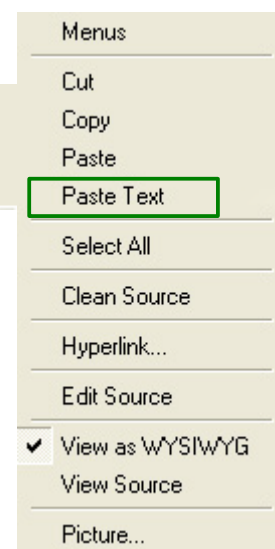 Menus
Cut
Copy
Paste
Paste Text
Select All
Clean Source
Hyperlink...
Edit Source
View as WYSIWYG
View Source
Picture...